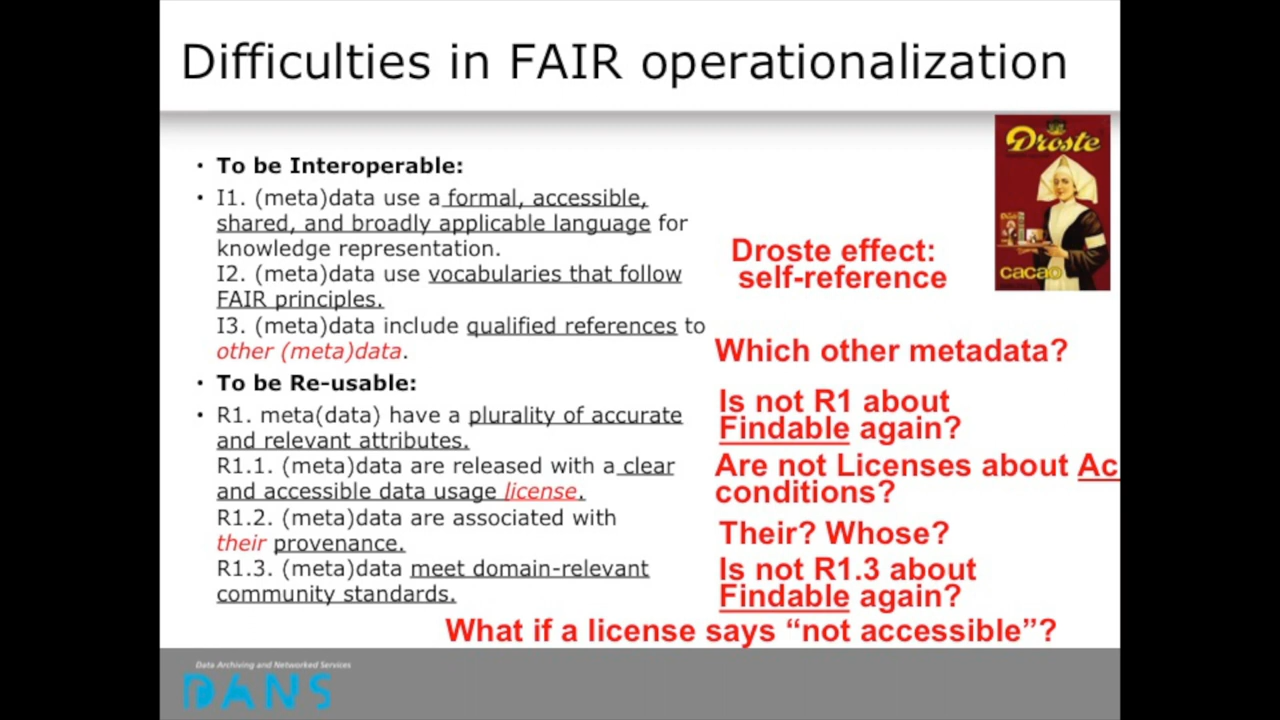 Difficulties in FAIR operationalization
• To be Interoperable:
• I1. (meta)data use a formal, accessible,
shared, and broadly applicable language for
knowledge representation.
I2. (meta)data use vocabularies that follow
FAIR principles.
I3. (meta)data include qualified references to
other (meta)data.
• To be Re-usable:
• R1. meta(data) have a plurality of accurate
and relevant attributes.
R1.1. (meta)data are released with a clear
and accessible data usage license.
R1.2. (meta)data are associated with
their provenance.
R1.3. (meta)data meet domain-relevant
community standards.
Droste
cacao
Droste effect:
self-reference
Which other metadata?
Is not R1 about
Findable again?
Are not Licenses about Ac
conditions?
Their? Whose?
Is not R1.3 about
Findable again?
What if a license says “not accessible”?
Data Archiving and Networked Services
DANS